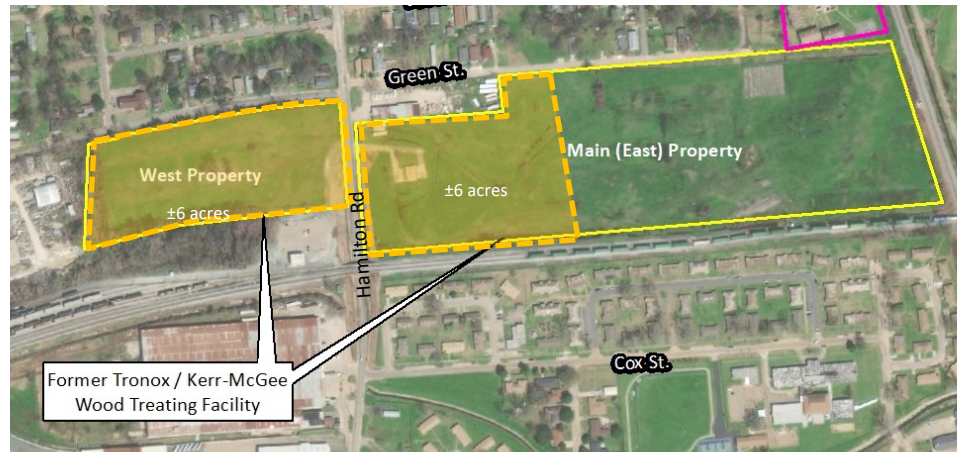 Green St.
West Property
±6 acres
Main (East) Property
±6 acres
Hamilton Rd
Cox St.
Former Tronox / Kerr-McGee
Wood Treating Facility